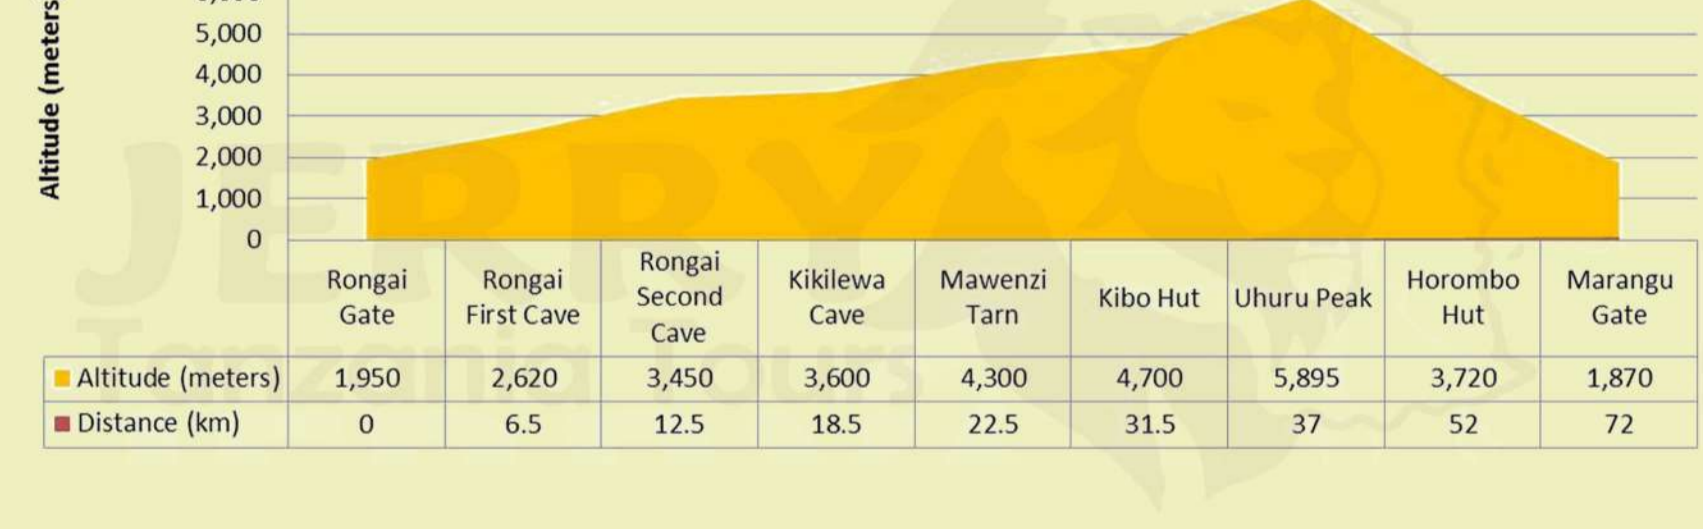 Altitude (meters
5,000
4,000
3,000
2,000
1,000
0
Rongai Gate
Rongai First Cave
Rongai Second Cave
Kikilewa Cave
Mawenzi Tarn
Kibo Hut
Uhuru Peak
Horombo Hut
Marangu Gate
Altitude (meters) 1,950 2,620 3,450 3,600 4,300 4,700 5,895 3,720 1,870
Distance (km) 0 6.5 12.5 18.5 22.5 31.5 37 52 72
JERRY
Tanzania Tours